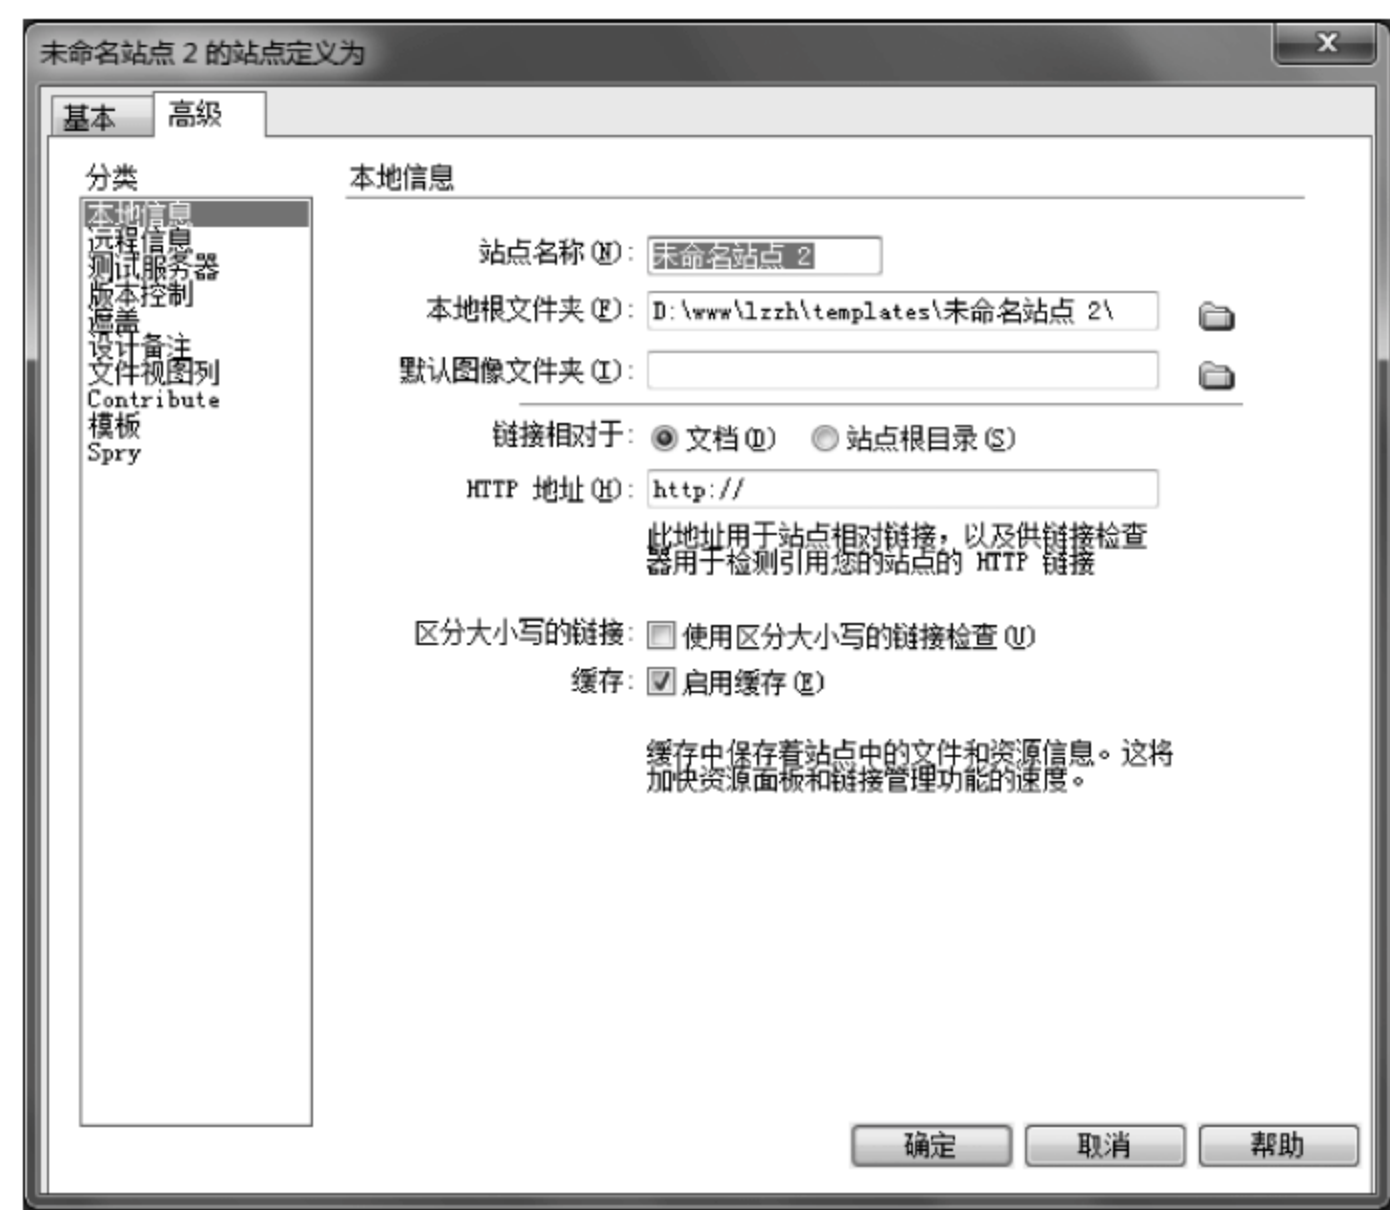 未命名站点 2 的站点定义为
x
基本 高级
分类
本地信息
远程信息
测试服务器
版本控制
遮盖
设计备注
文件视图列
Contribute
模板
Spry
本地信息
站点名称(N): 未命名站点 2
本地根文件夹(F): D:\www\lzzh\templates\未命名站点 2\
默认图像文件夹(I):
链接相对于: 文档(D) 站点根目录(S)
HTTP 地址(H): http://
此地址用于站点相对链接，以及供链接检查
器用于检测引用您的站点的 HTTP 链接
区分大小写的链接: 使用区分大小写的链接检查(U)
缓存: 启用缓存(E)
缓存中保存着站点中的文件和资源信息。这将
加快资源面板和链接管理功能的速度。
确定 取消 帮助